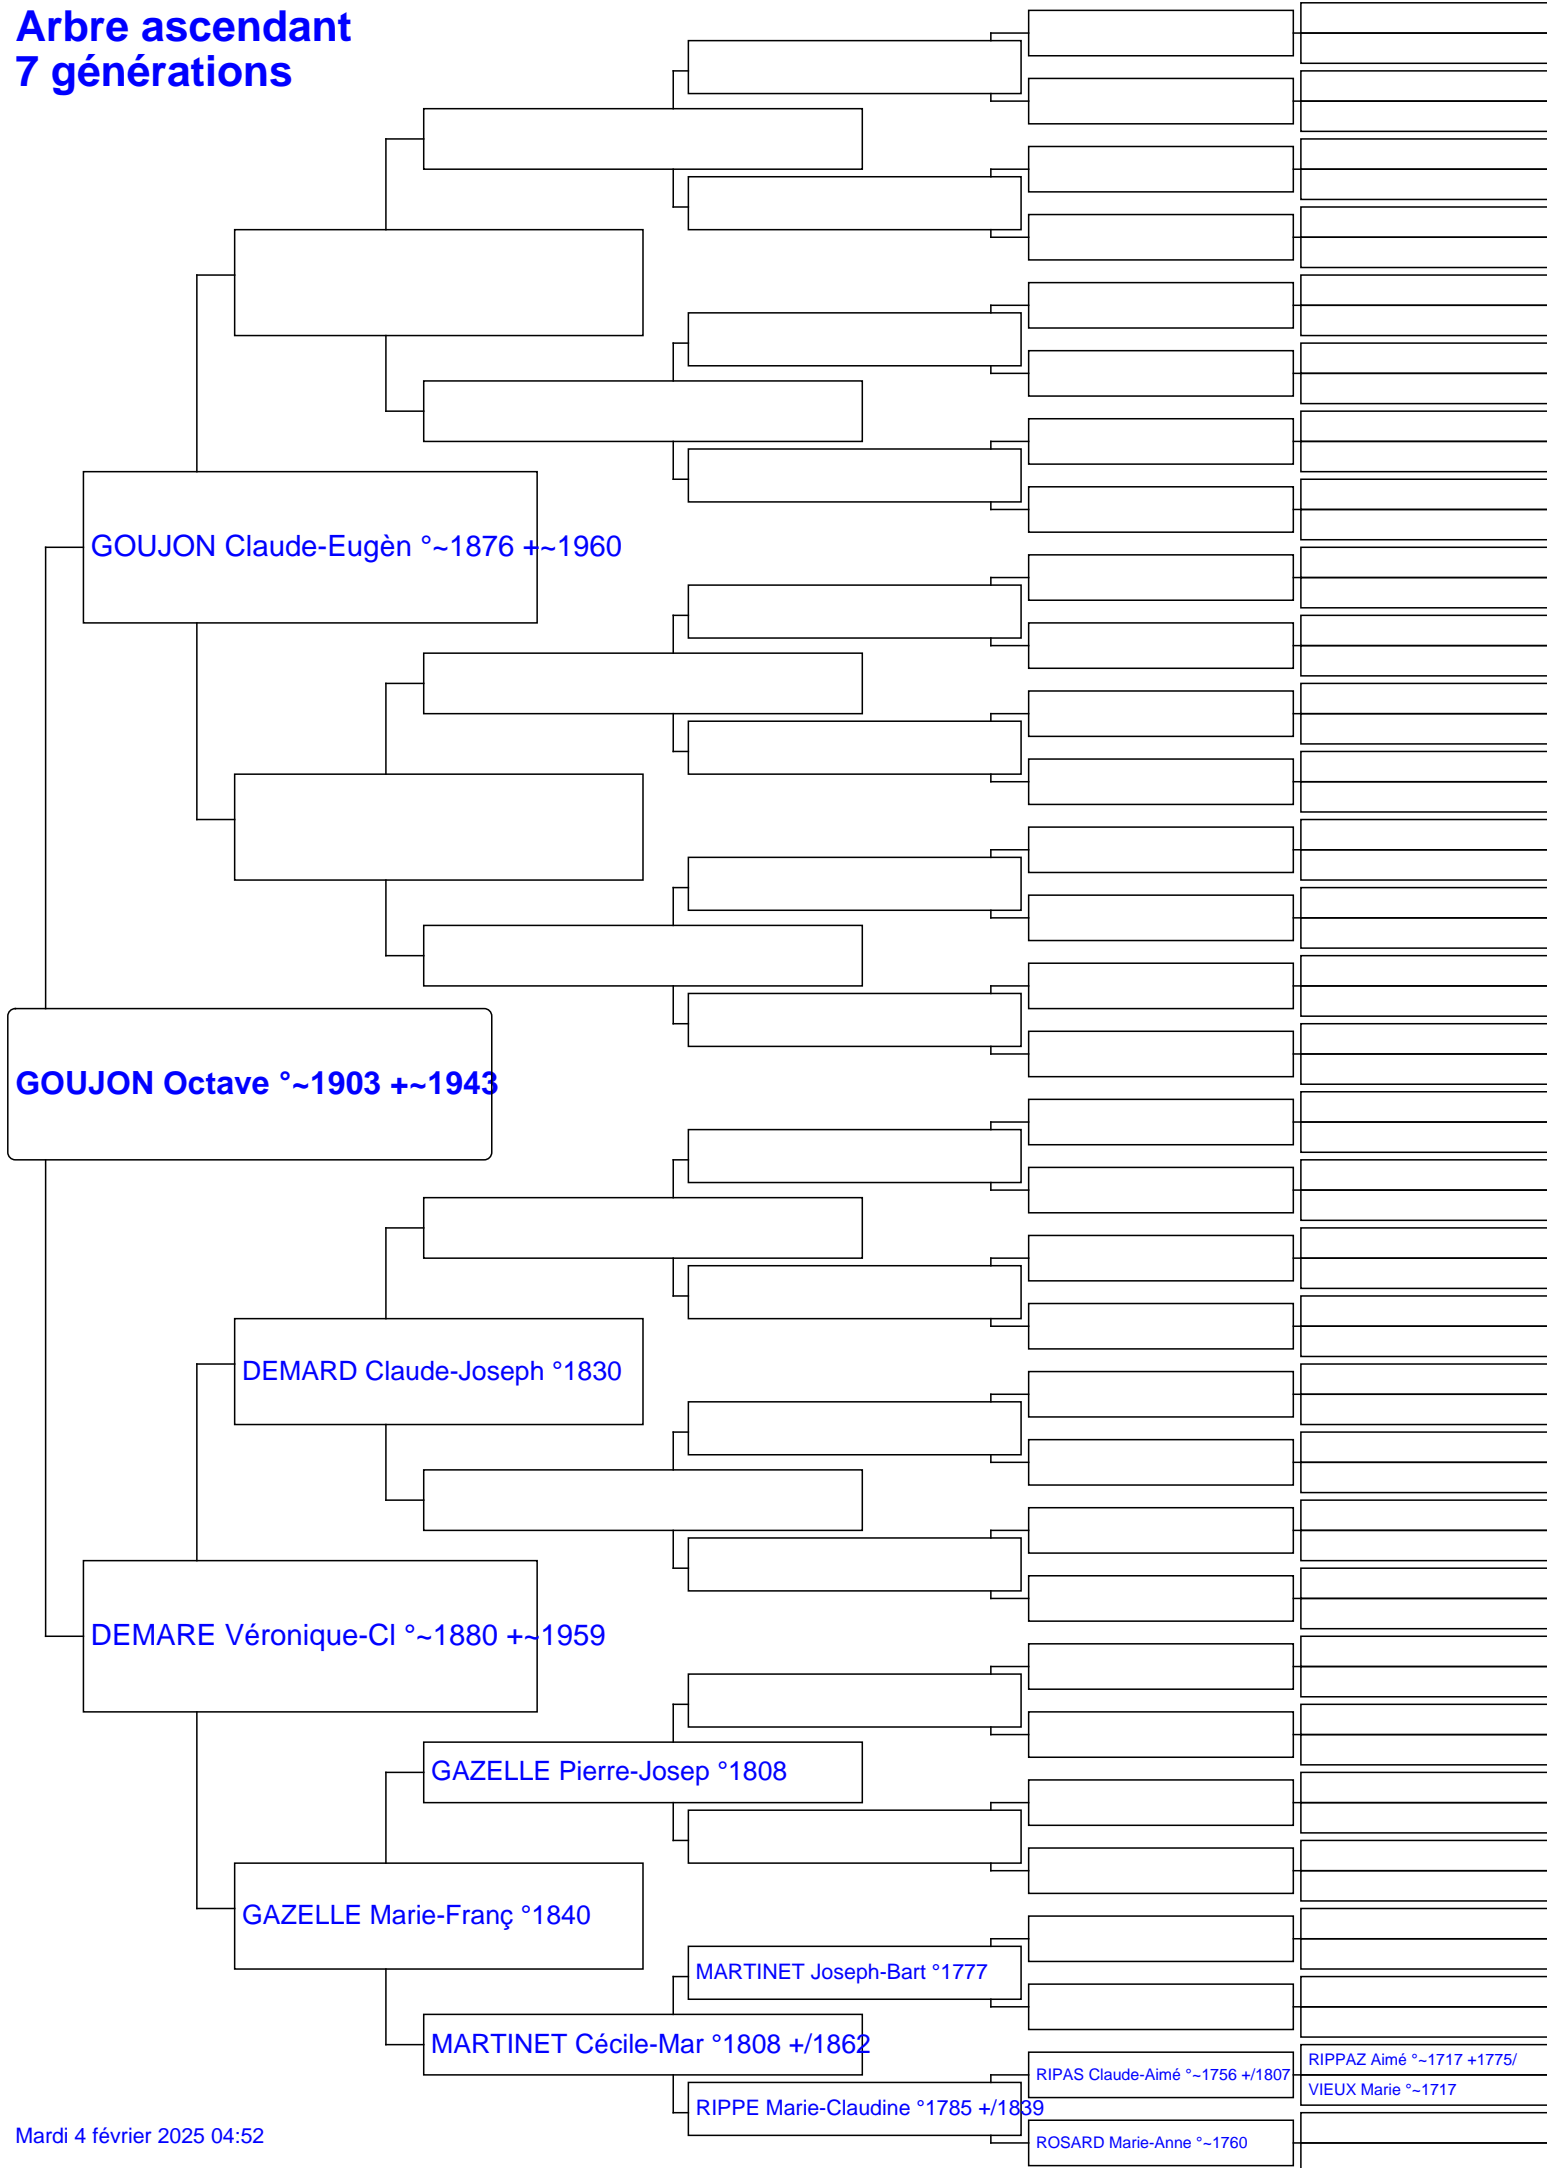 Arbre ascendant
7 générations
GOUJON Claude-Eugèn °~1876 +~1960
GOUJON Octave °~1903 +~1943
DEMARD Claude-Joseph °1830
DEMARE Véronique-Cl °~1880 +~1959
GAZELLE Pierre-Josep °1808
GAZELLE Marie-Franç °1840
MARTINET Joseph-Bart °1777
MARTINET Cécile-Mar °1808 +/1862
RIPPAZ Aimé °~1717 +1775/
RIPAS Claude-Aimé °~1756 +/1807
VIEUX Marie °~1717
RIPPE Marie-Claudine °1785 +/1839
ROSARD Marie-Anne °~1760
Mardi 4 février 2025 04:52